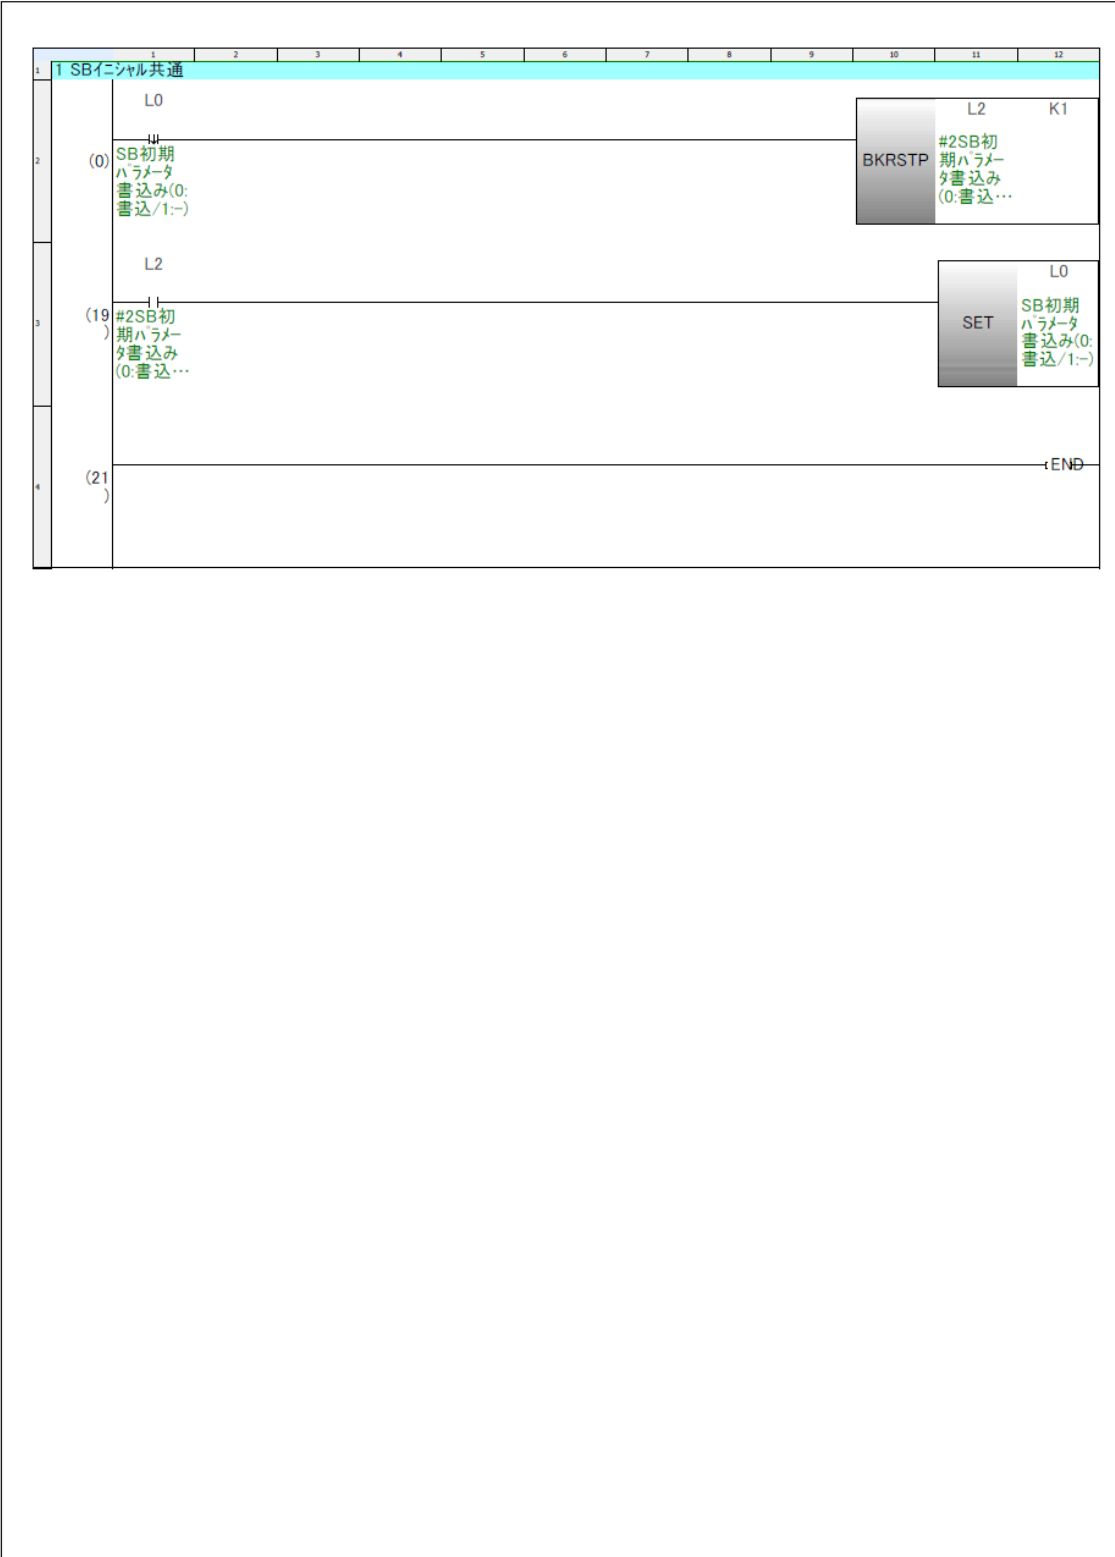 1 2 3 4 5 6 7 8 9 10 11 12
1 1 SBイニシャル共通
L0
L2 K1
2 (0)
SB初期
パラメータ
書込み(0:
書込/1:-)
BKRSTP
#2SB初
期パラメー
タ書込み
(0:書込…
L2
L0
3 (19
)
#2SB初
期パラメー
タ書込み
(0:書込…
SET
SB初期
パラメータ
書込み(0:
書込/1:-)
4 (21
)
END